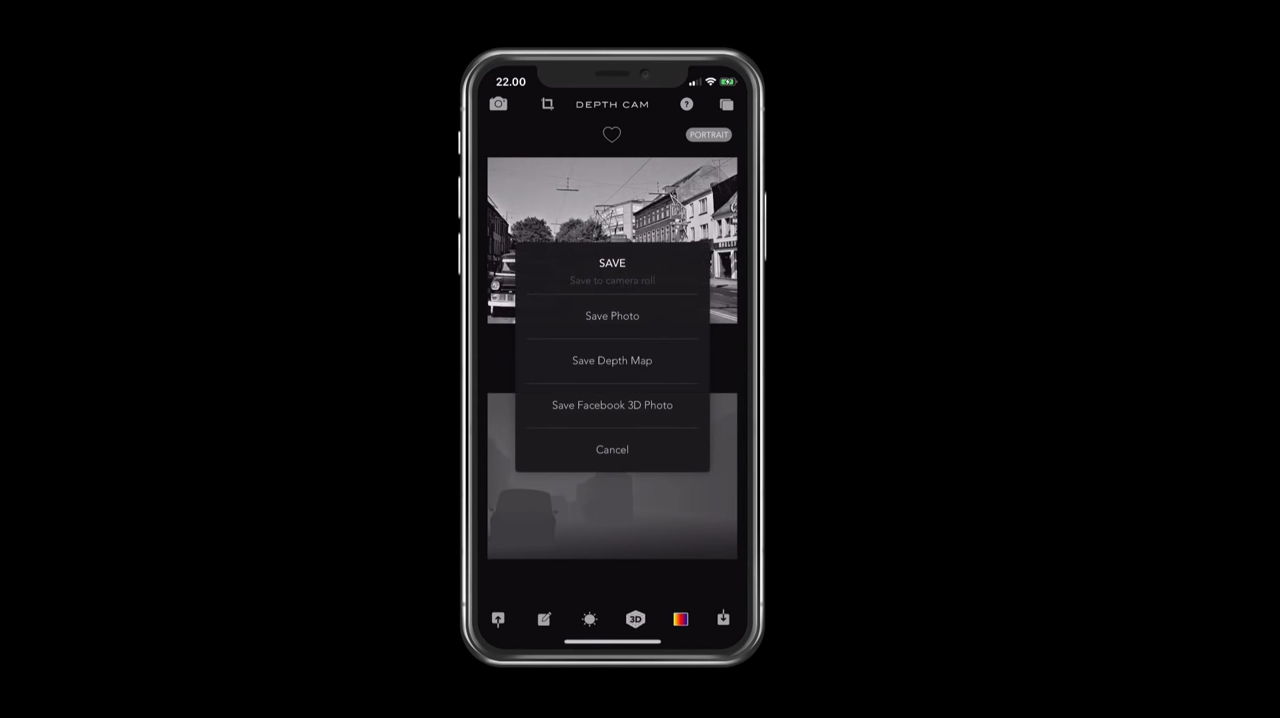 22.00
DEPTH CAM
?
PORTRAIT
SAVE
Save to camera roll
Save Photo
Save Depth Map
Save Facebook 3D Photo
Cancel
3D